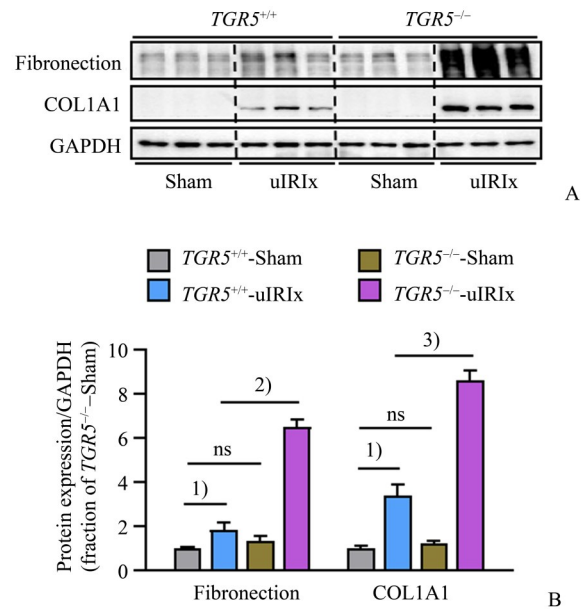 TGR5+/+ TGR5−/−
Fibronection
COL1A1
GAPDH
Sham uIRIx Sham uIRIx
A
TGR5+/+-Sham TGR5−/−-Sham
TGR5+/+-uIRIx TGR5−/−-uIRIx
Protein expression/GAPDH
(fraction of TGR5−/−–Sham)
10
8
6
4
2
0
1)
ns
2)
1)
ns
3)
Fibronection COL1A1
B